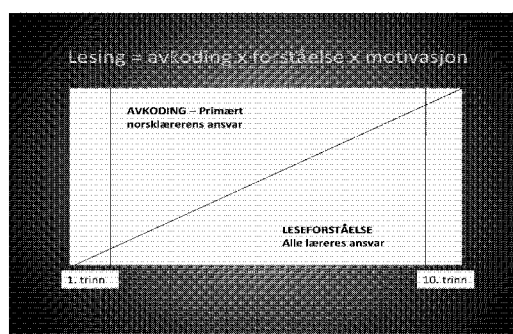 Lesing = avkoding x forståelse x motivasjon
AVKODING – Primært
norsklærerens ansvar
LESEFORSTÅELSE
Alle læreres ansvar
1. trinn
10. trinn